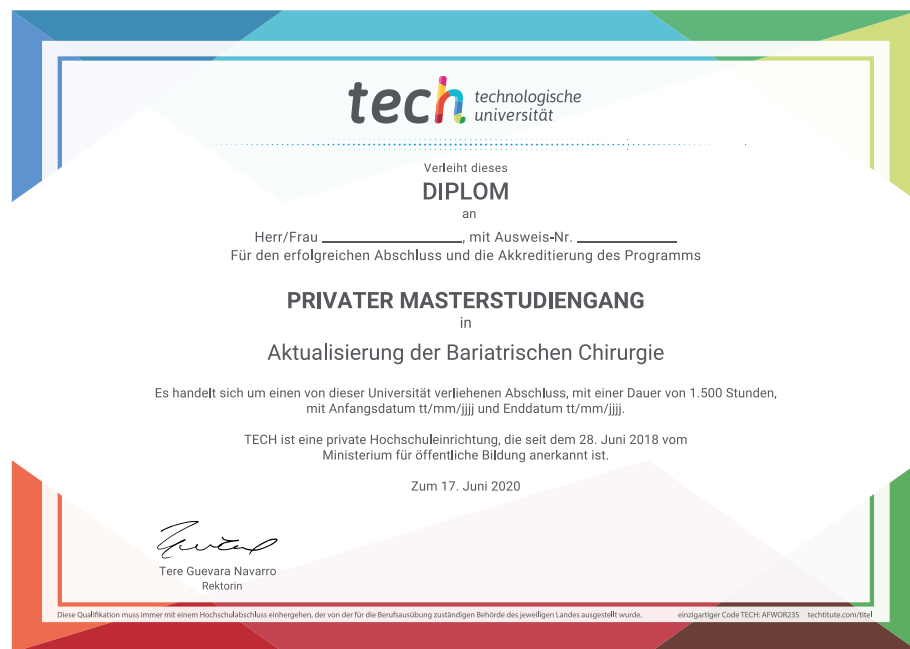 tech technologische
universität
Verleiht dieses
DIPLOM
an
Herr/Frau ____________________, mit Ausweis-Nr. ______________
Für den erfolgreichen Abschluss und die Akkreditierung des Programms
PRIVATER MASTERSTUDIENGANG
in
Aktualisierung der Bariatrischen Chirurgie
Es handelt sich um einen von dieser Universität verliehenen Abschluss, mit einer Dauer von 1.500 Stunden,
mit Anfangsdatum tt/mm/jjjj und Enddatum tt/mm/jjjj.
TECH ist eine private Hochschuleinrichtung, die seit dem 28. Juni 2018 vom
Ministerium für öffentliche Bildung anerkannt ist.
Zum 17. Juni 2020
Tere Guevara Navarro
Rektorin
Diese Qualifikation muss immer mit einem Hochschulabschluss einhergehen, der von der für die Berufsausübung zuständigen Behörde des jeweiligen Landes ausgestellt wurde. einzigartiger Code TECH: AFWOR23S techtitute.com/titel